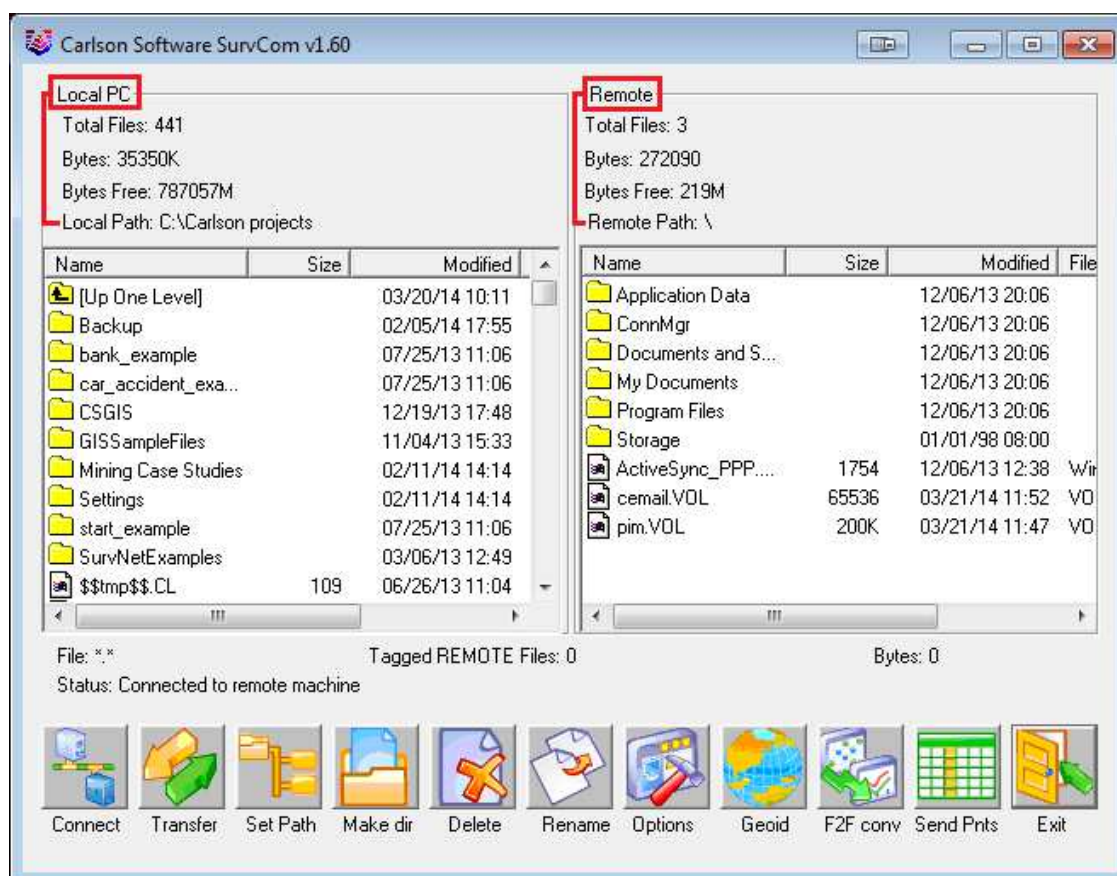 Carlson Software SurvCom v1.60
Local PC
Total Files: 441
Bytes: 35350K
Bytes Free: 787057M
Local Path: C:\Carlson projects
Name Size Modified
[Up One Level] 03/20/14 10:11
Backup 02/05/14 17:55
bank_example 07/25/13 11:06
car_accident_exa... 07/25/13 11:06
CSGIS 12/19/13 17:48
GISSampleFiles 11/04/13 15:33
Mining Case Studies 02/11/14 14:14
Settings 02/11/14 14:14
start_example 07/25/13 11:06
SurvNetExamples 03/06/13 12:49
$$tmp$$.CL 109 06/26/13 11:04
Remote
Total Files: 3
Bytes: 272090
Bytes Free: 219M
Remote Path: \
Name Size Modified File
Application Data 12/06/13 20:06
ConnMgr 12/06/13 20:06
Documents and S... 12/06/13 20:06
My Documents 12/06/13 20:06
Program Files 12/06/13 20:06
Storage 01/01/98 08:00
ActiveSync_PPP.... 1754 12/06/13 12:38 Wir
cemail.VOL 65536 03/21/14 11:52 VO
pim.VOL 200K 03/21/14 11:47 VO
File: *.* Tagged REMOTE Files: 0 Bytes: 0
Status: Connected to remote machine
Connect Transfer Set Path Make dir Delete Rename Options Geoid F2F conv Send Pnts Exit